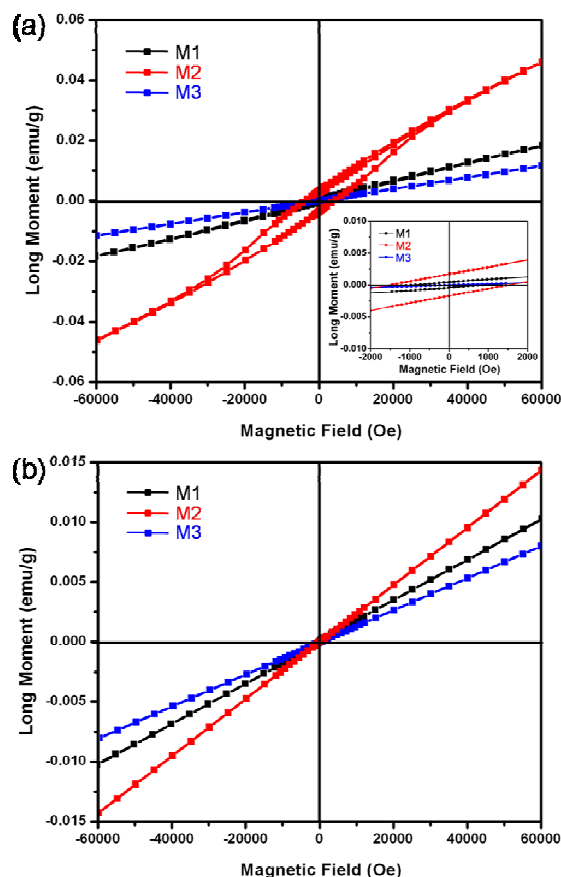 (a)
0.06
0.04
0.02
0.00
-0.02
-0.04
-0.06
Long Moment (emu/g)
M1
M2
M3
0.010
0.005
0.000
-0.005
-0.010
Long Moment (emu/g)
M1
M2
M3
-2000 -1000 0 1000 2000
Magnetic Field (Oe)
-60000 -40000 -20000 0 20000 40000 60000
Magnetic Field (Oe)
(b)
0.015
0.010
0.005
0.000
-0.005
-0.010
-0.015
Long Moment (emu/g)
M1
M2
M3
-60000 -40000 -20000 0 20000 40000 60000
Magnetic Field (Oe)